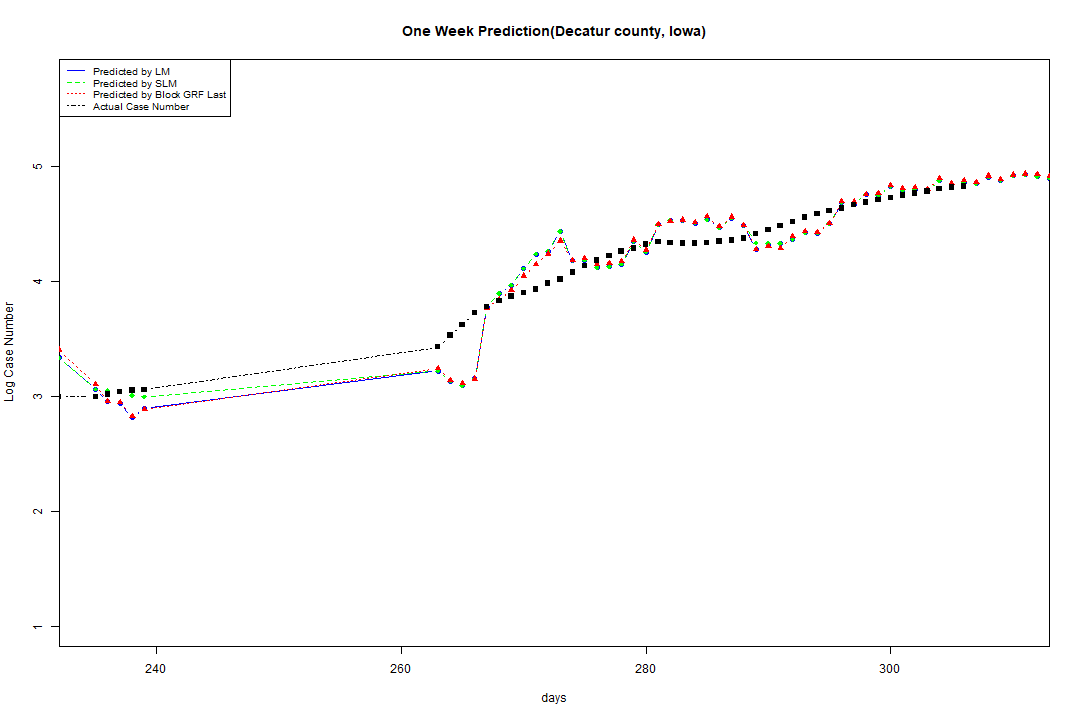 One Week Prediction(Decatur county, Iowa)
Predicted by LM
Predicted by SLM
Predicted by Block GRF Last
Actual Case Number
5
4
3
2
1
Log Case Number
240 260 280 300
days